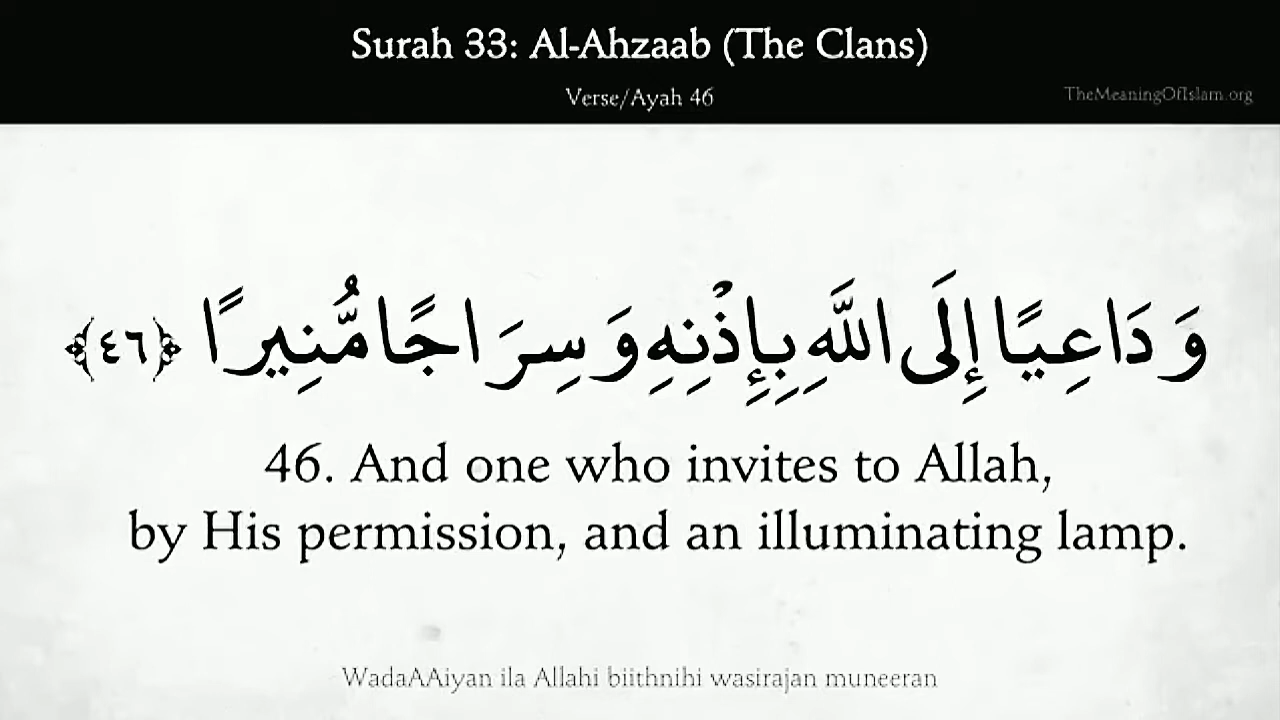 Surah 33: Al-Ahzaab (The Clans)
Verse/Ayah 46
TheMeaningOfIslam.org
وَدَاعِيًا إِلَى اللَّهِ بِإِذْنِهِ وَسِرَاجًا مُّنِيرًا ﴿٤٦﴾
46. And one who invites to Allah,
by His permission, and an illuminating lamp.
WadaAAiyan ila Allahi biithnihi wasirajan muneeran